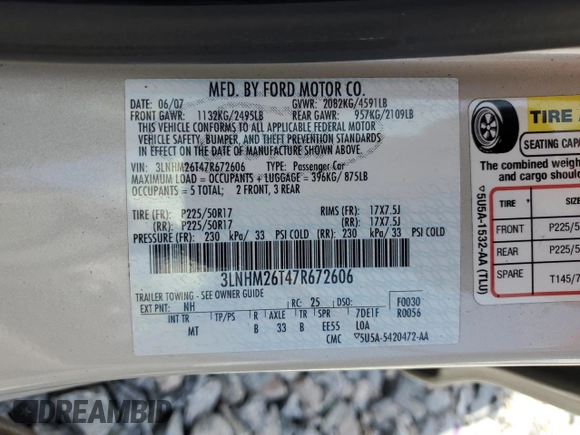 MFD. BY FORD MOTOR CO.
DATE: 06/07 GVWR: 2082KG/4591LB
FRONT GAWR: 1132KG/2495LB REAR GAWR: 957KG/2109LB
THIS VEHICLE CONFORMS TO ALL APPLICABLE FEDERAL MOTOR
VEHICLE SAFETY, BUMPER, AND THEFT PREVENTION STANDARDS
IN EFFECT ON THE DATE OF MANUFACTURE SHOWN ABOVE.
VIN: 3LNHM26T47R672606 TYPE: Passenger Car
MAXIMUM LOAD = OCCUPANTS + LUGGAGE = 396KG/ 875LB
OCCUPANTS = 5 TOTAL; 2 FRONT, 3 REAR
TIRE (FR): P225/50R17 RIMS (FR): 17X7.5J
(RR): P225/50R17 (RR): 17X7.5J
PRESSURE (FR): 230 kPa/ 33 PSI COLD (RR): 230 kPa/ 33 PSI COLD
3LNHM26T47R672606
TRAILER TOWING - SEE OWNER GUIDE
EXT PNT: NH RC: 25 DSO: F0030
INT TR TP/PS R AXLE TR SPR 7DE1F R0056
MT B 33 B EE55 L0A
CMC ▽5U5A-5420472-AA
TIRE
SEATING CAPA
The combined weigh
and cargo should
TIRE SIZE
FRONT P225/5
REAR P225/5
SPARE T145/7
▽5U5A-1532-AA (TLU)
DREAMBID.COM